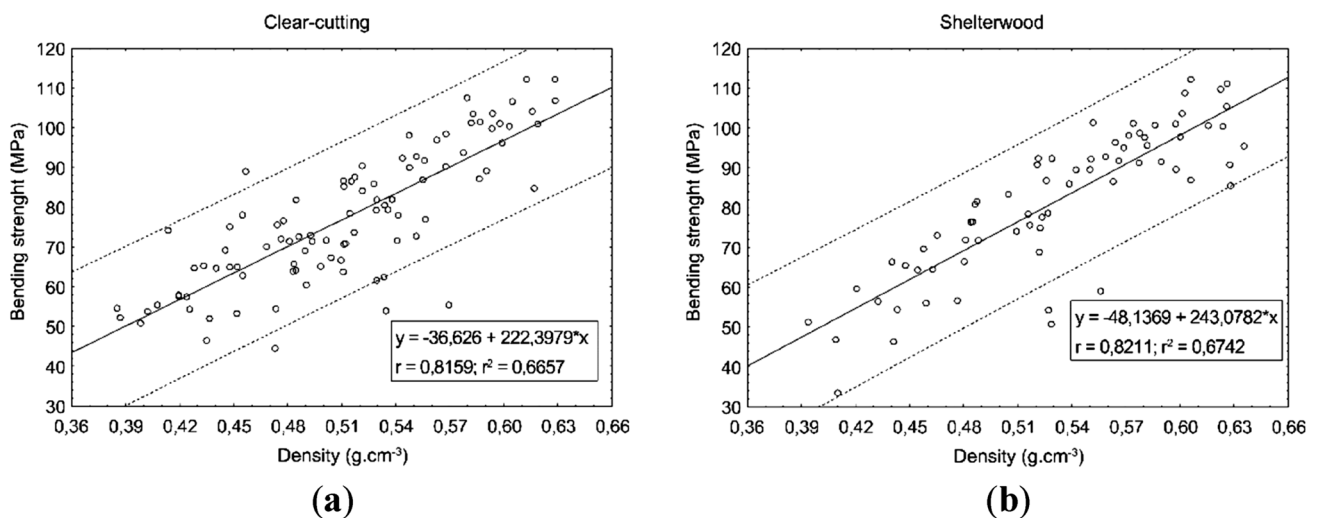 Clear-cutting
120
110
100
90
80
70
60
50
40
30
Bending strenght (MPa)
y = -36,626 + 222,3979*x
r = 0,8159; r² = 0,6657
0,36 0,39 0,42 0,45 0,48 0,51 0,54 0,57 0,60 0,63 0,66
Density (g.cm⁻³)
(a)
Shelterwood
120
110
100
90
80
70
60
50
40
30
Bending strenght (MPa)
y = -48,1369 + 243,0782*x
r = 0,8211; r² = 0,6742
0,36 0,39 0,42 0,45 0,48 0,51 0,54 0,57 0,60 0,63 0,66
Density (g.cm⁻³)
(b)